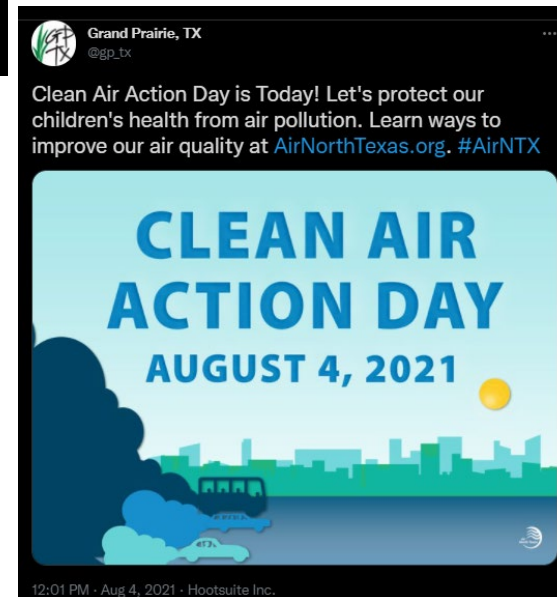 Grand Prairie, TX
@gp_tx
Clean Air Action Day is Today! Let's protect our
children's health from air pollution. Learn ways to
improve our air quality at AirNorthTexas.org. #AirNTX
CLEAN AIR
ACTION DAY
AUGUST 4, 2021
12:01 PM · Aug 4, 2021 · Hootsuite Inc.